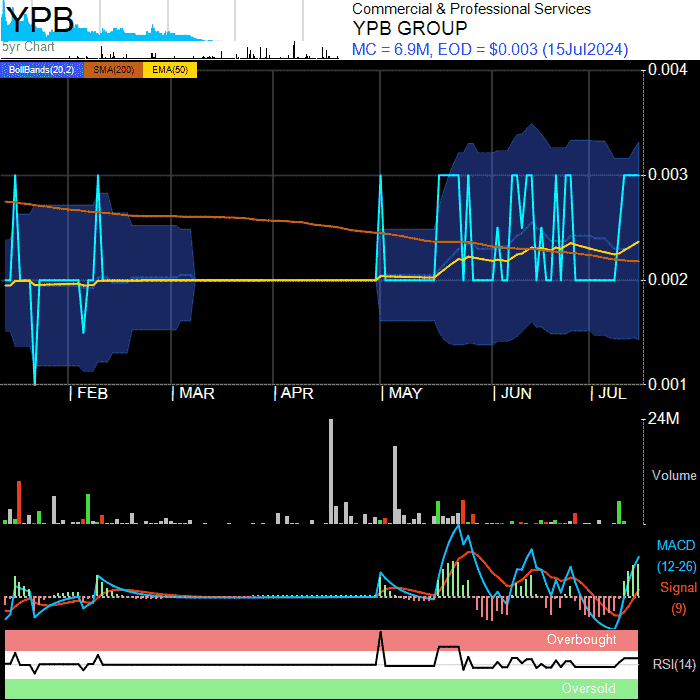 YPB
5yr Chart
Commercial & Professional Services
YPB GROUP
MC = 6.9M, EOD = $0.003 (15Jul2024)
BollBands(20,2) SMA(200) EMA(50)
0.004
0.003
0.002
0.001
FEB MAR APR MAY JUN JUL
24M
Volume
MACD
(12-26)
Signal
(9)
Overbought
RSI(14)
Oversold